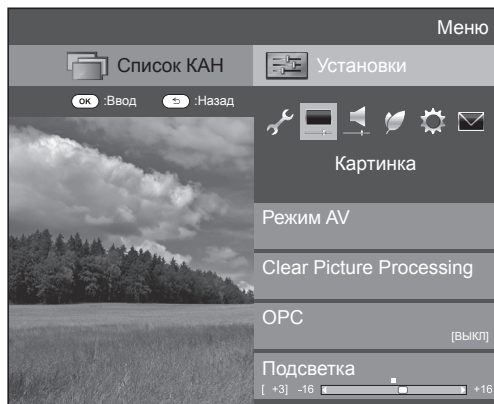 Меню
Список КАН
Установки
OK :Ввод :Назад
Картинка
Режим AV
Clear Picture Processing
OPC
[ВЫКЛ]
Подсветка
[ +3] -16 +16